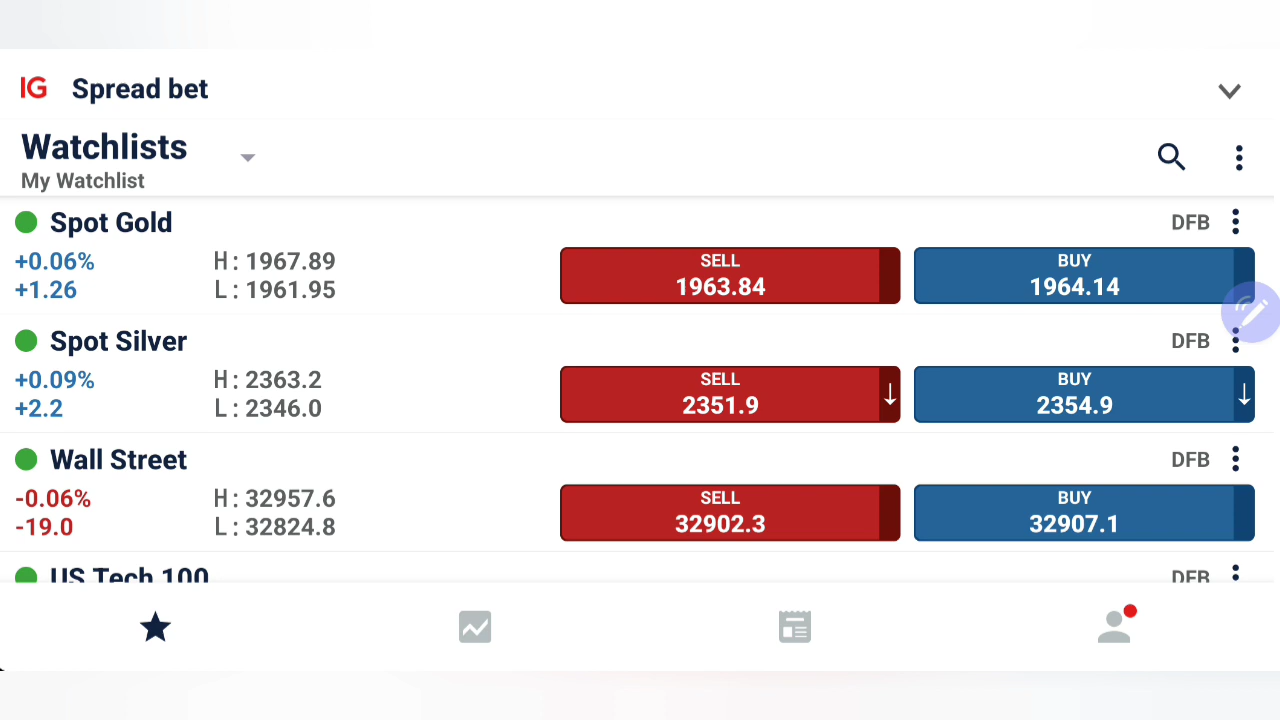 IG Spread bet
Watchlists
My Watchlist
Spot Gold DFB
+0.06% H: 1967.89 SELL BUY
+1.26 L: 1961.95 1963.84 1964.14
Spot Silver DFB
+0.09% H: 2363.2 SELL BUY
+2.2 L: 2346.0 2351.9 ↓ 2354.9 ↓
Wall Street DFB
-0.06% H: 32957.6 SELL BUY
-19.0 L: 32824.8 32902.3 32907.1
US Tech 100 DFB